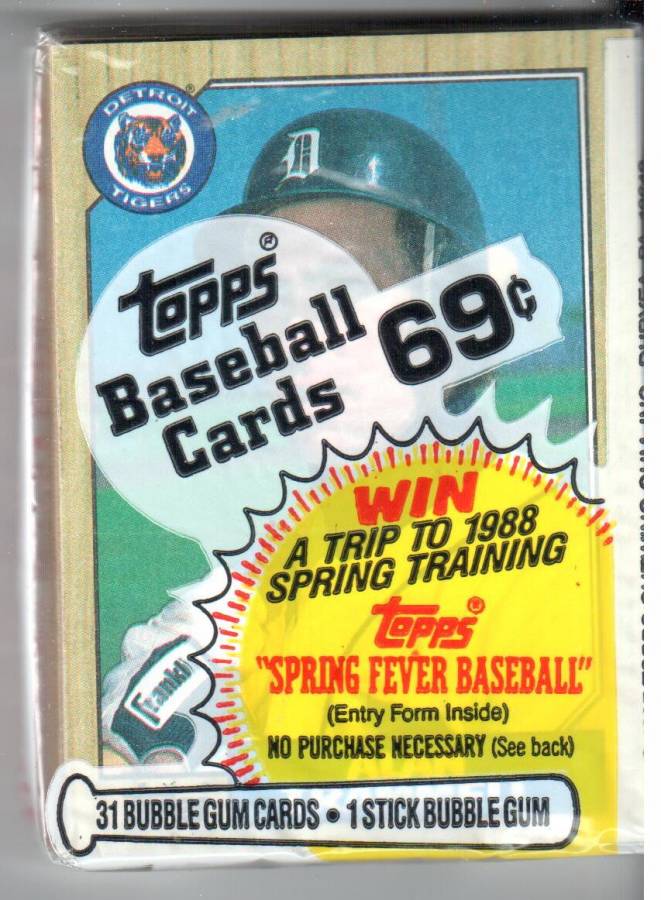 DETROIT
TIGERS
D
Topps®
Baseball
Cards 69¢
WIN
A TRIP TO 1988
SPRING TRAINING
Topps®
"SPRING FEVER BASEBALL"
(Entry Form Inside)
NO PURCHASE NECESSARY (See back)
Frankl
31 BUBBLE GUM CARDS • 1 STICK BUBBLE GUM